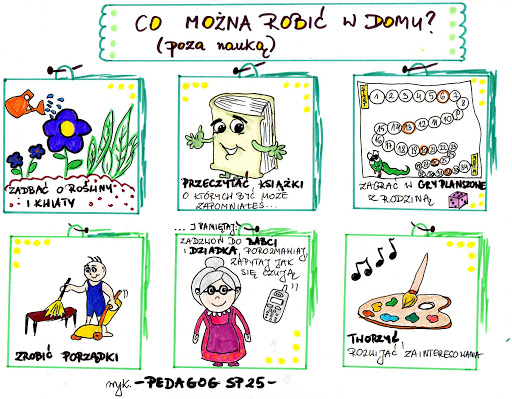 CO MOŻNA ROBIĆ W DOMU?
(poza nauką)
ZADBAĆ O ROŚLINY
I KWIATY
PRZECZYTAĆ KSIĄŻKI
O KTÓRYCH BYĆ MOŻE
ZAPOMNIAŁEŚ...
ZAGRAĆ W GRY PLANSZOWE
Z RODZINĄ
ZROBIĆ PORZĄDKI
... I PAMIĘTAJ!
ZADZWOŃ DO BABCI
I DZIADKA, POROZMAWIAJ,
ZAPYTAJ JAK
SIĘ CZUJĄ
!!
TWORZYĆ
ROZWIJAĆ ZAINTERESOWANIA
wyk. - PEDAGOG SP 25 -